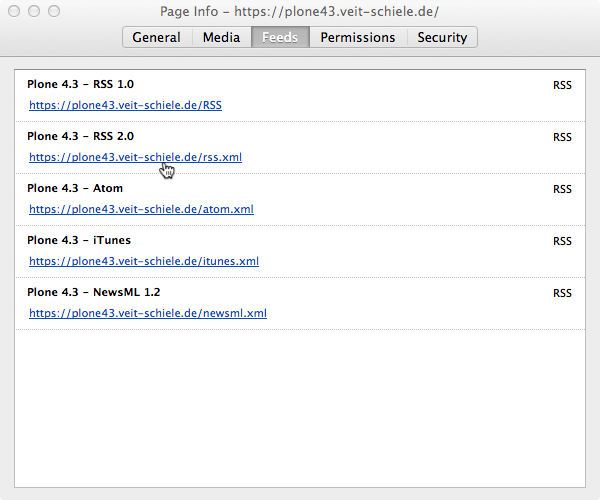 Page Info – https://plone43.veit-schiele.de/
General Media Feeds Permissions Security
Plone 4.3 – RSS 1.0 RSS
https://plone43.veit-schiele.de/RSS
Plone 4.3 – RSS 2.0 RSS
https://plone43.veit-schiele.de/rss.xml
Plone 4.3 – Atom RSS
https://plone43.veit-schiele.de/atom.xml
Plone 4.3 – iTunes RSS
https://plone43.veit-schiele.de/itunes.xml
Plone 4.3 – NewsML 1.2 RSS
https://plone43.veit-schiele.de/newsml.xml